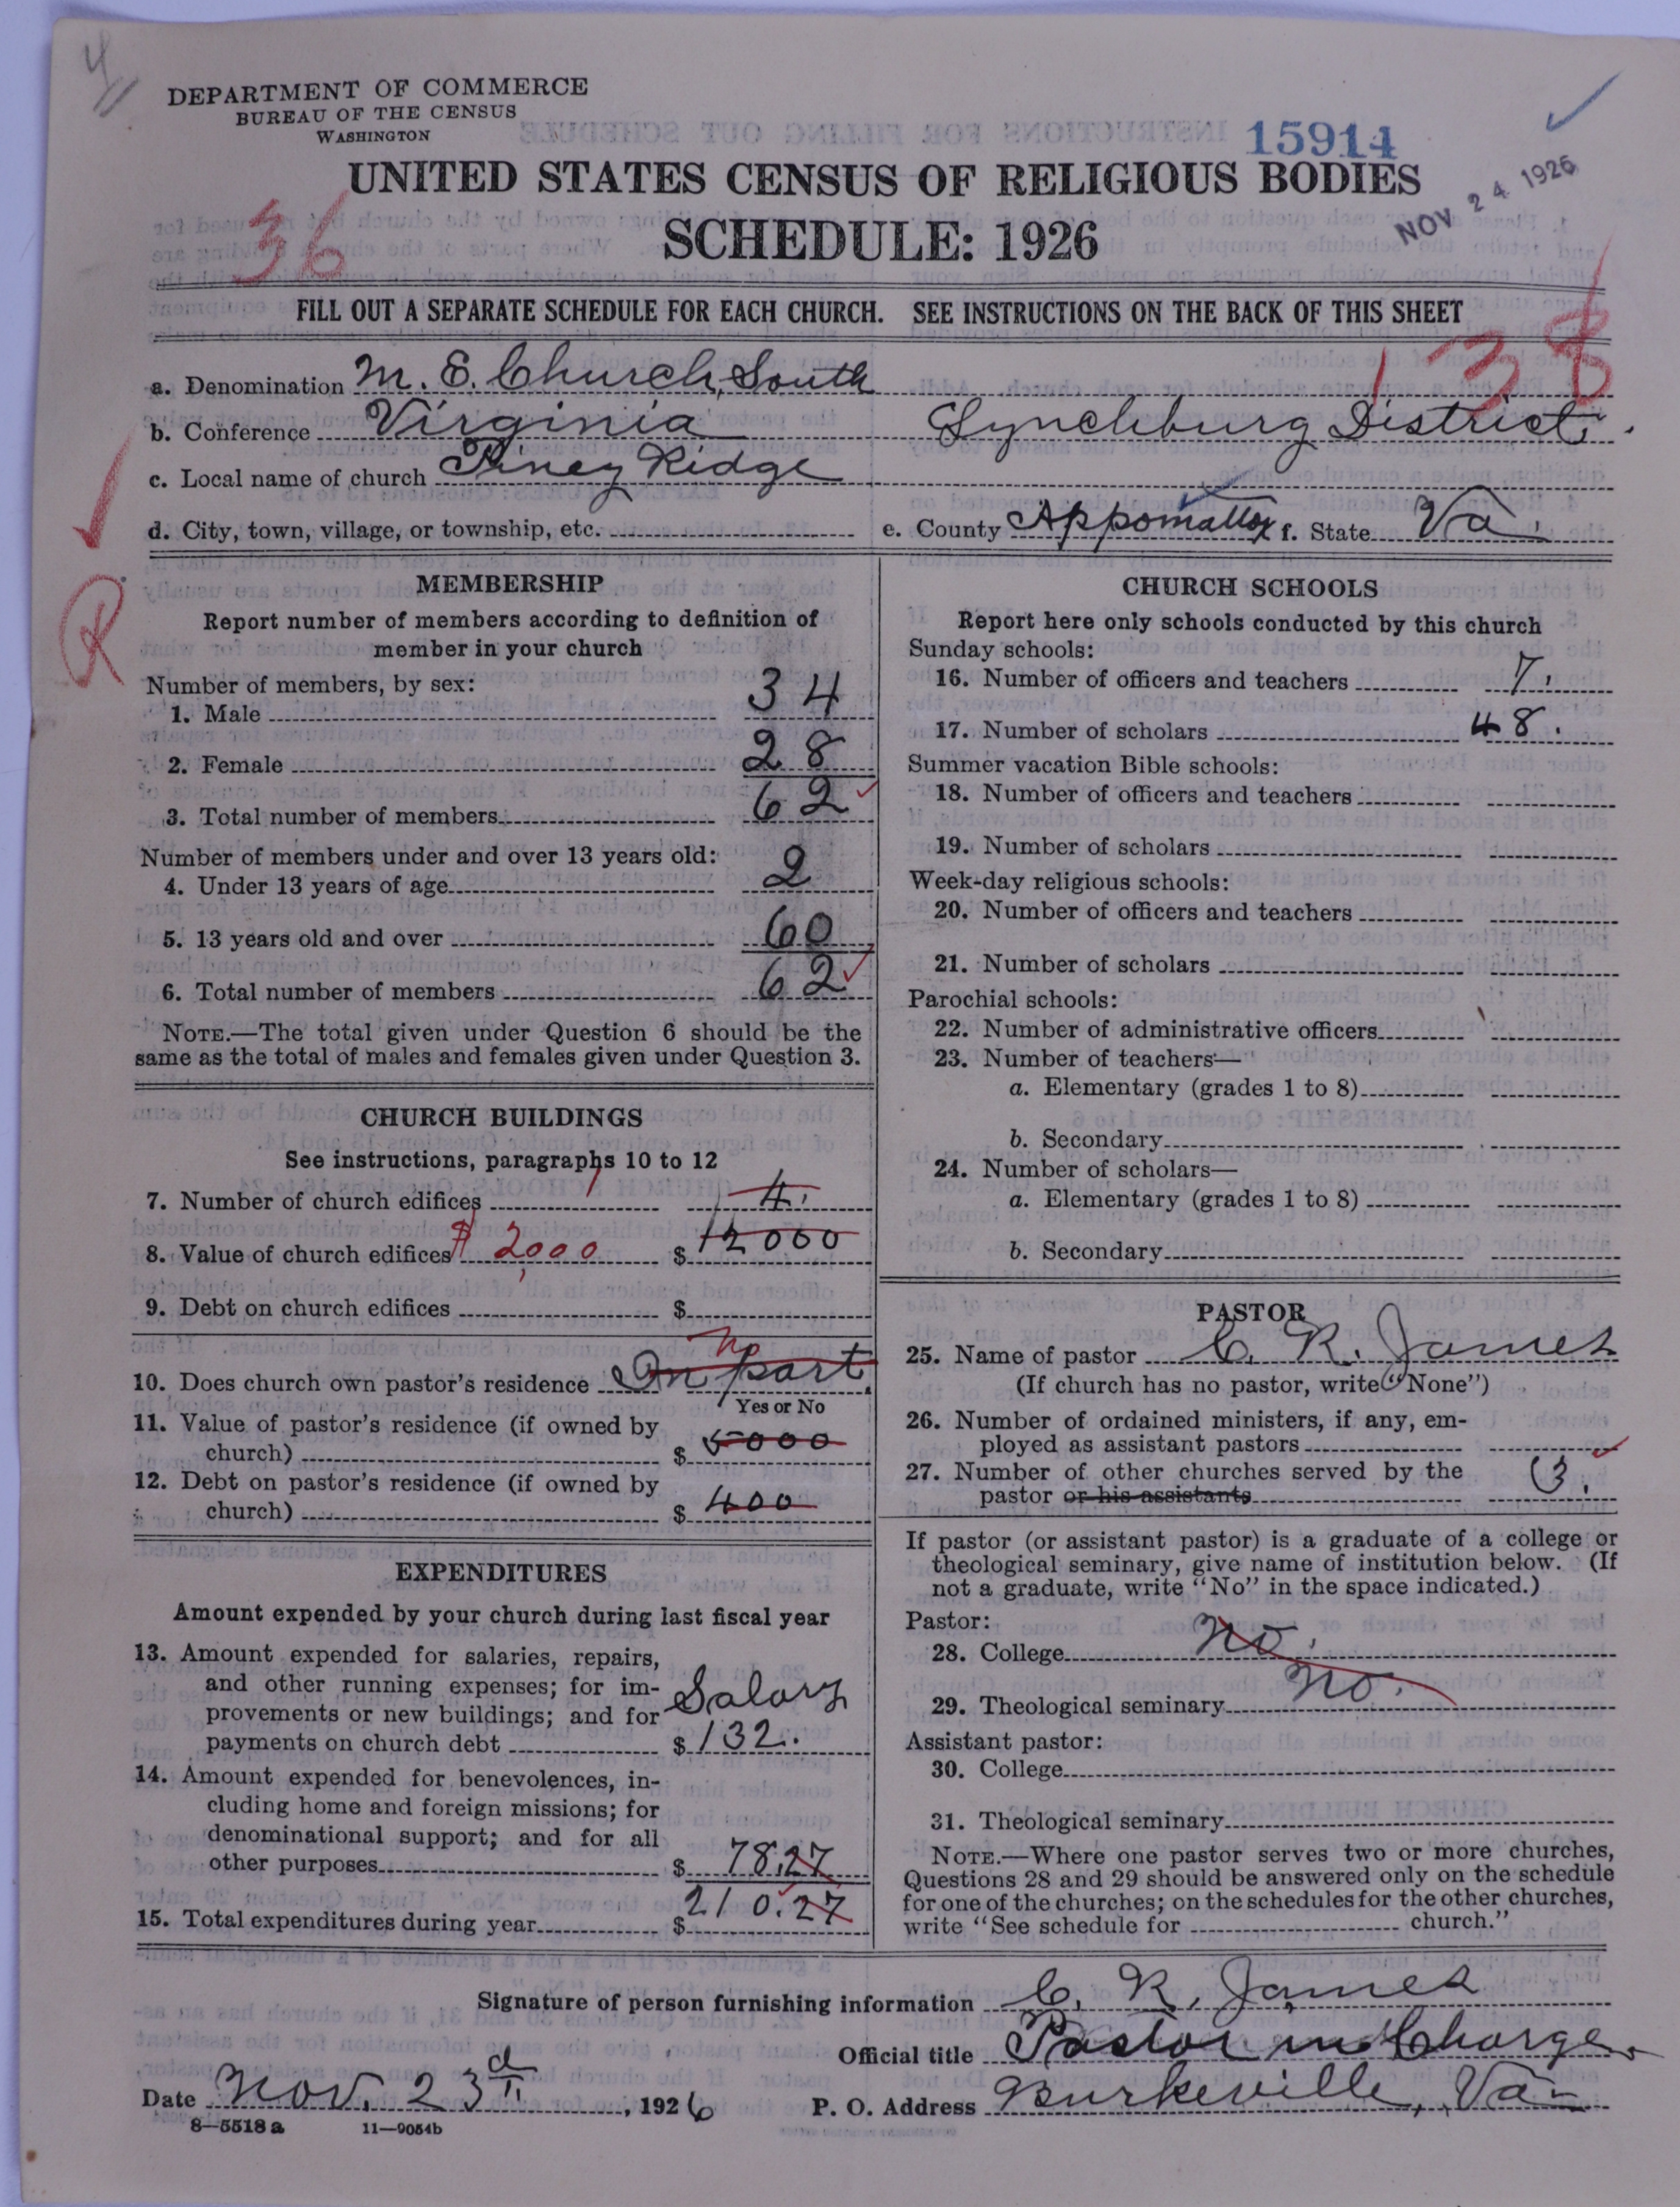 DEPARTMENT OF COMMERCE
BUREAU OF THE CENSUS
WASHINGTON
15914
NOV 24 1926
UNITED STATES CENSUS OF RELIGIOUS BODIES
SCHEDULE: 1926
36
FILL OUT A SEPARATE SCHEDULE FOR EACH CHURCH. SEE INSTRUCTIONS ON THE BACK OF THIS SHEET
138
a. Denomination M. E. Church, South
b. Conference Virginia Lynchburg District.
c. Local name of church Piney Ridge
d. City, town, village, or township, etc. e. County Appomattox f. State Va.
R
MEMBERSHIP
Report number of members according to definition of
member in your church
Number of members, by sex:
1. Male 34
2. Female 28
3. Total number of members 62
Number of members under and over 13 years old:
4. Under 13 years of age 2
5. 13 years old and over 60
6. Total number of members 62
NOTE.—The total given under Question 6 should be the
same as the total of males and females given under Question 3.
CHURCH BUILDINGS
See instructions, paragraphs 10 to 12
7. Number of church edifices 1 4.
8. Value of church edifices $ 2000 $ 12000
9. Debt on church edifices $
10. Does church own pastor's residence No In part
Yes or No
11. Value of pastor's residence (if owned by
church) $ 5000
12. Debt on pastor's residence (if owned by
church) $ 400
EXPENDITURES
Amount expended by your church during last fiscal year
13. Amount expended for salaries, repairs,
and other running expenses; for im-
provements or new buildings; and for
payments on church debt Salary $ 132.
14. Amount expended for benevolences, in-
cluding home and foreign missions; for
denominational support; and for all
other purposes $ 78.27
15. Total expenditures during year $ 210.27
CHURCH SCHOOLS
Report here only schools conducted by this church
Sunday schools:
16. Number of officers and teachers 7.
17. Number of scholars 48.
Summer vacation Bible schools:
18. Number of officers and teachers
19. Number of scholars
Week-day religious schools:
20. Number of officers and teachers
21. Number of scholars
Parochial schools:
22. Number of administrative officers
23. Number of teachers—
a. Elementary (grades 1 to 8)
b. Secondary
24. Number of scholars—
a. Elementary (grades 1 to 8)
b. Secondary
PASTOR
25. Name of pastor C. R. James
(If church has no pastor, write "None")
26. Number of ordained ministers, if any, em-
ployed as assistant pastors
27. Number of other churches served by the
pastor or his assistants 3.
If pastor (or assistant pastor) is a graduate of a college or
theological seminary, give name of institution below. (If
not a graduate, write "No" in the space indicated.)
Pastor:
28. College No.
29. Theological seminary No.
Assistant pastor:
30. College
31. Theological seminary
NOTE.—Where one pastor serves two or more churches,
Questions 28 and 29 should be answered only on the schedule
for one of the churches; on the schedules for the other churches,
write "See schedule for church."
Signature of person furnishing information C. R. James
Official title Pastor in Charge
Date Nov. 23d, 1926 P. O. Address Burkeville, Va-
8—5518a 11—9054b